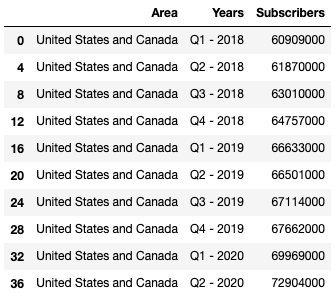 Area Years Subscribers
0 United States and Canada Q1 - 2018 60909000
4 United States and Canada Q2 - 2018 61870000
8 United States and Canada Q3 - 2018 63010000
12 United States and Canada Q4 - 2018 64757000
16 United States and Canada Q1 - 2019 66633000
20 United States and Canada Q2 - 2019 66501000
24 United States and Canada Q3 - 2019 67114000
28 United States and Canada Q4 - 2019 67662000
32 United States and Canada Q1 - 2020 69969000
36 United States and Canada Q2 - 2020 72904000